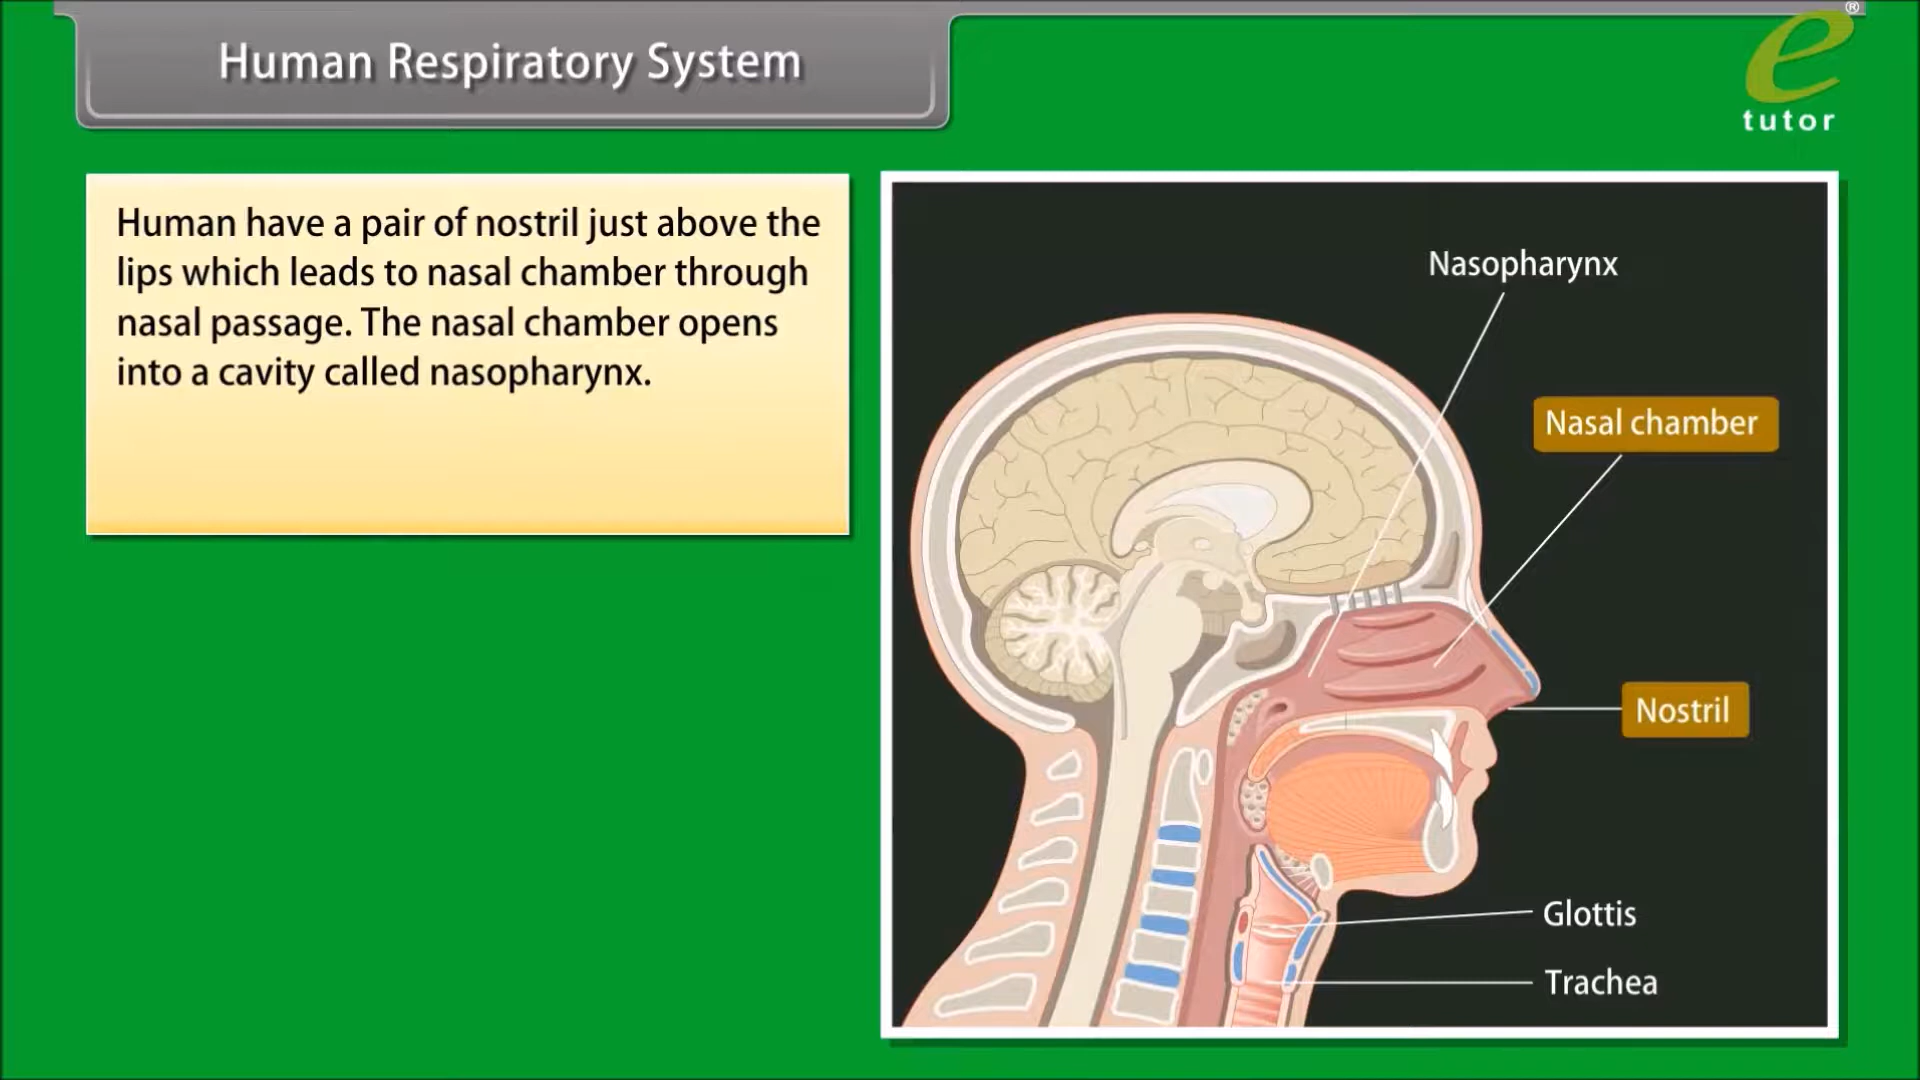 Human Respiratory System
®
e
tutor
Human have a pair of nostril just above the
lips which leads to nasal chamber through
nasal passage. The nasal chamber opens
into a cavity called nasopharynx.
Nasopharynx
Nasal chamber
Nostril
Glottis
Trachea